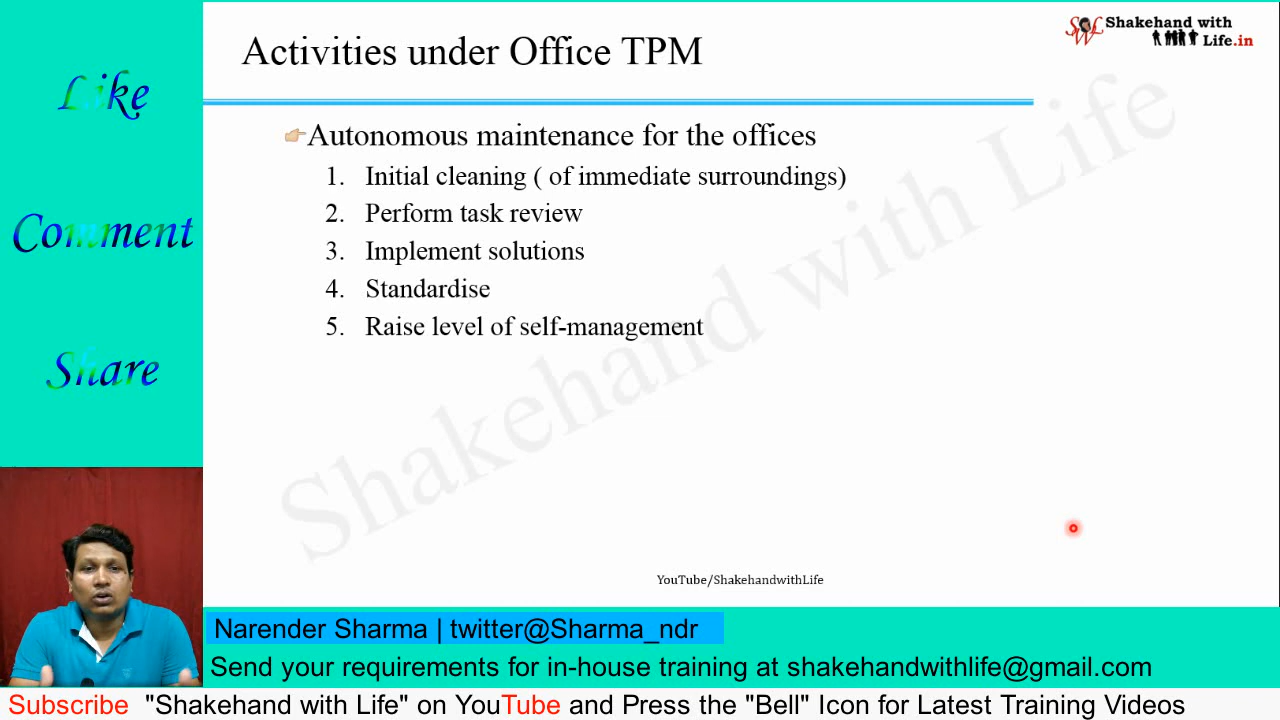 Like
Comment
Share
Activities under Office TPM
Shakehand with
Life.in
Autonomous maintenance for the offices
1. Initial cleaning ( of immediate surroundings)
2. Perform task review
3. Implement solutions
4. Standardise
5. Raise level of self-management
Shakehand with Life
YouTube/ShakehandwithLife
Narender Sharma | twitter@Sharma_ndr
Send your requirements for in-house training at shakehandwithlife@gmail.com
Subscribe "Shakehand with Life" on YouTube and Press the "Bell" Icon for Latest Training Videos